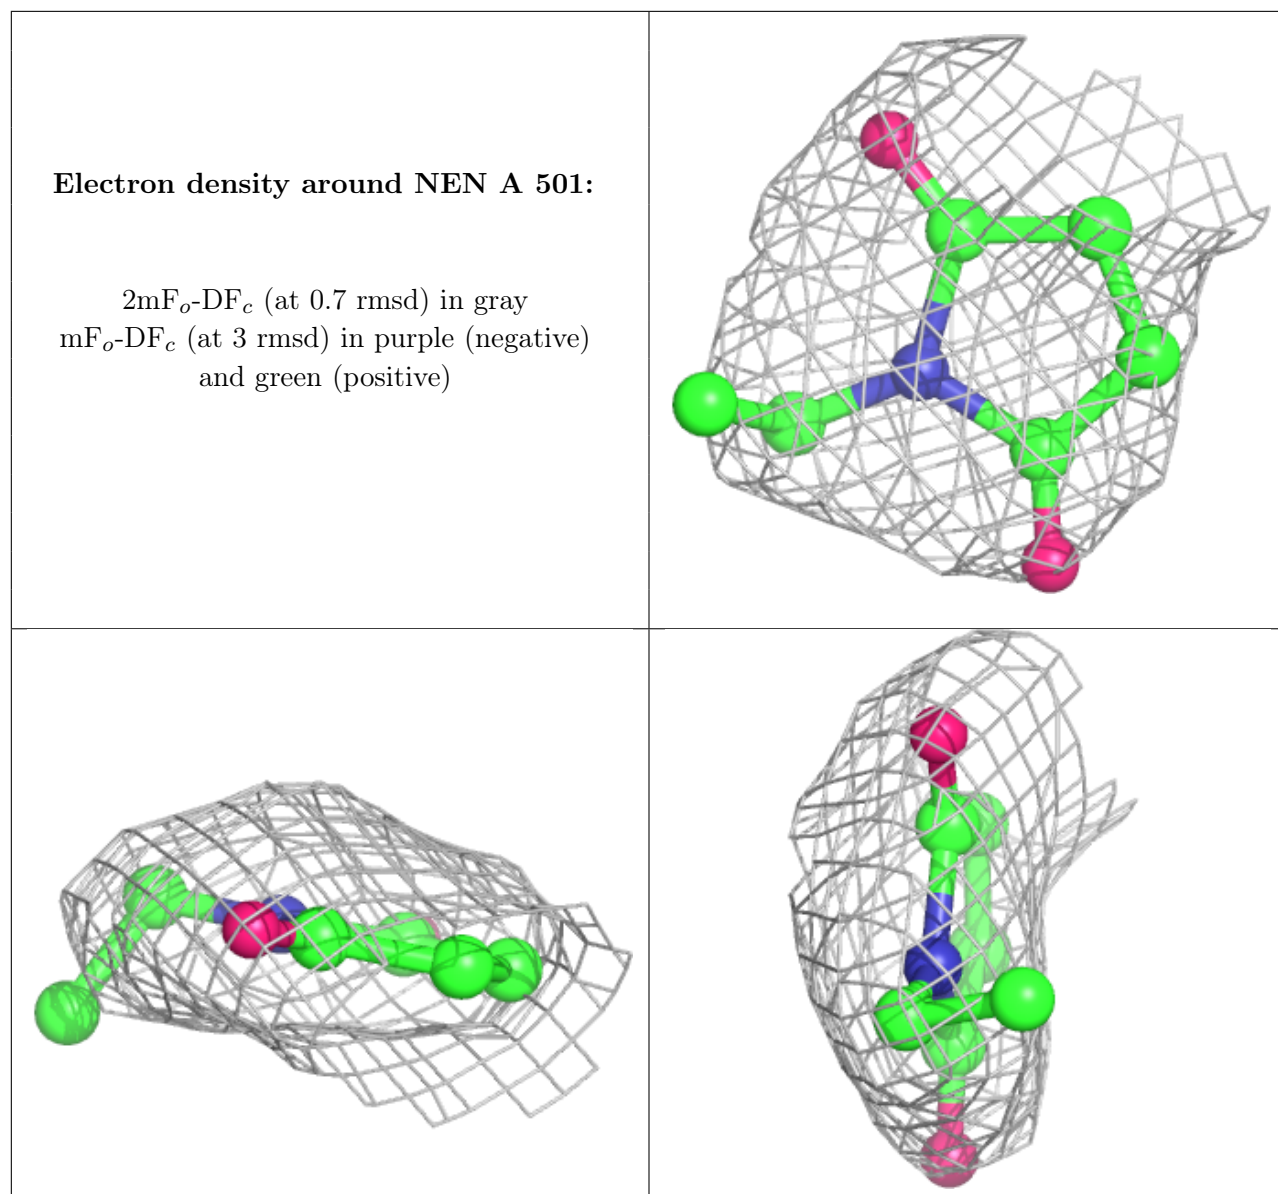 Electron density around NEN A 501:
2mFo-DFc (at 0.7 rmsd) in gray
mFo-DFc (at 3 rmsd) in purple (negative)
and green (positive)